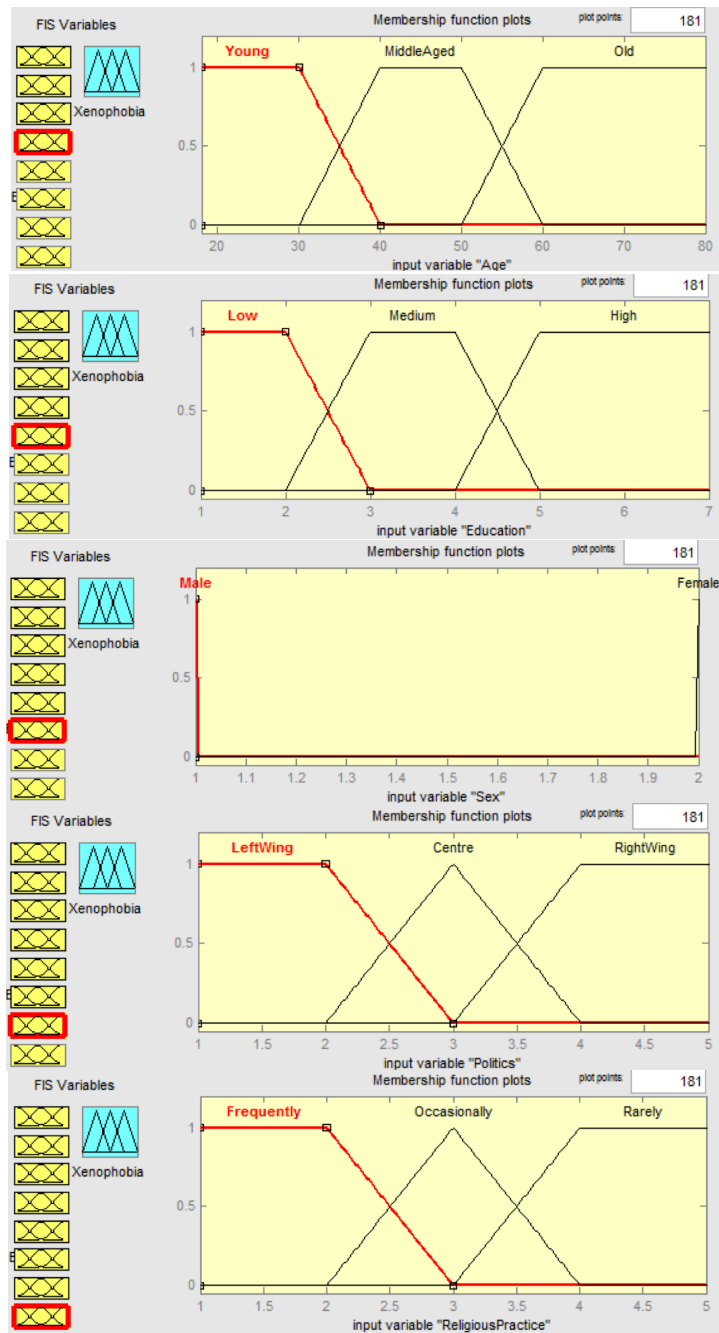 FIS Variables
Membership function plots
plot points:
181
Young
MiddleAged
Old
Xenophobia
1
0.5
0
20 30 40 50 60 70 80
input variable "Age"
FIS Variables
Membership function plots
plot points:
181
Low
Medium
High
Xenophobia
1
0.5
0
1 2 3 4 5 6 7
input variable "Education"
FIS Variables
Membership function plots
plot points:
181
Male
Female
Xenophobia
1
0.5
0
1 1.1 1.2 1.3 1.4 1.5 1.6 1.7 1.8 1.9 2
input variable "Sex"
FIS Variables
Membership function plots
plot points:
181
LeftWing
Centre
RightWing
Xenophobia
1
0.5
0
1 1.5 2 2.5 3 3.5 4 4.5 5
input variable "Politics"
FIS Variables
Membership function plots
plot points:
181
Frequently
Occasionally
Rarely
Xenophobia
1
0.5
0
1 1.5 2 2.5 3 3.5 4 4.5 5
input variable "ReligiousPractice"